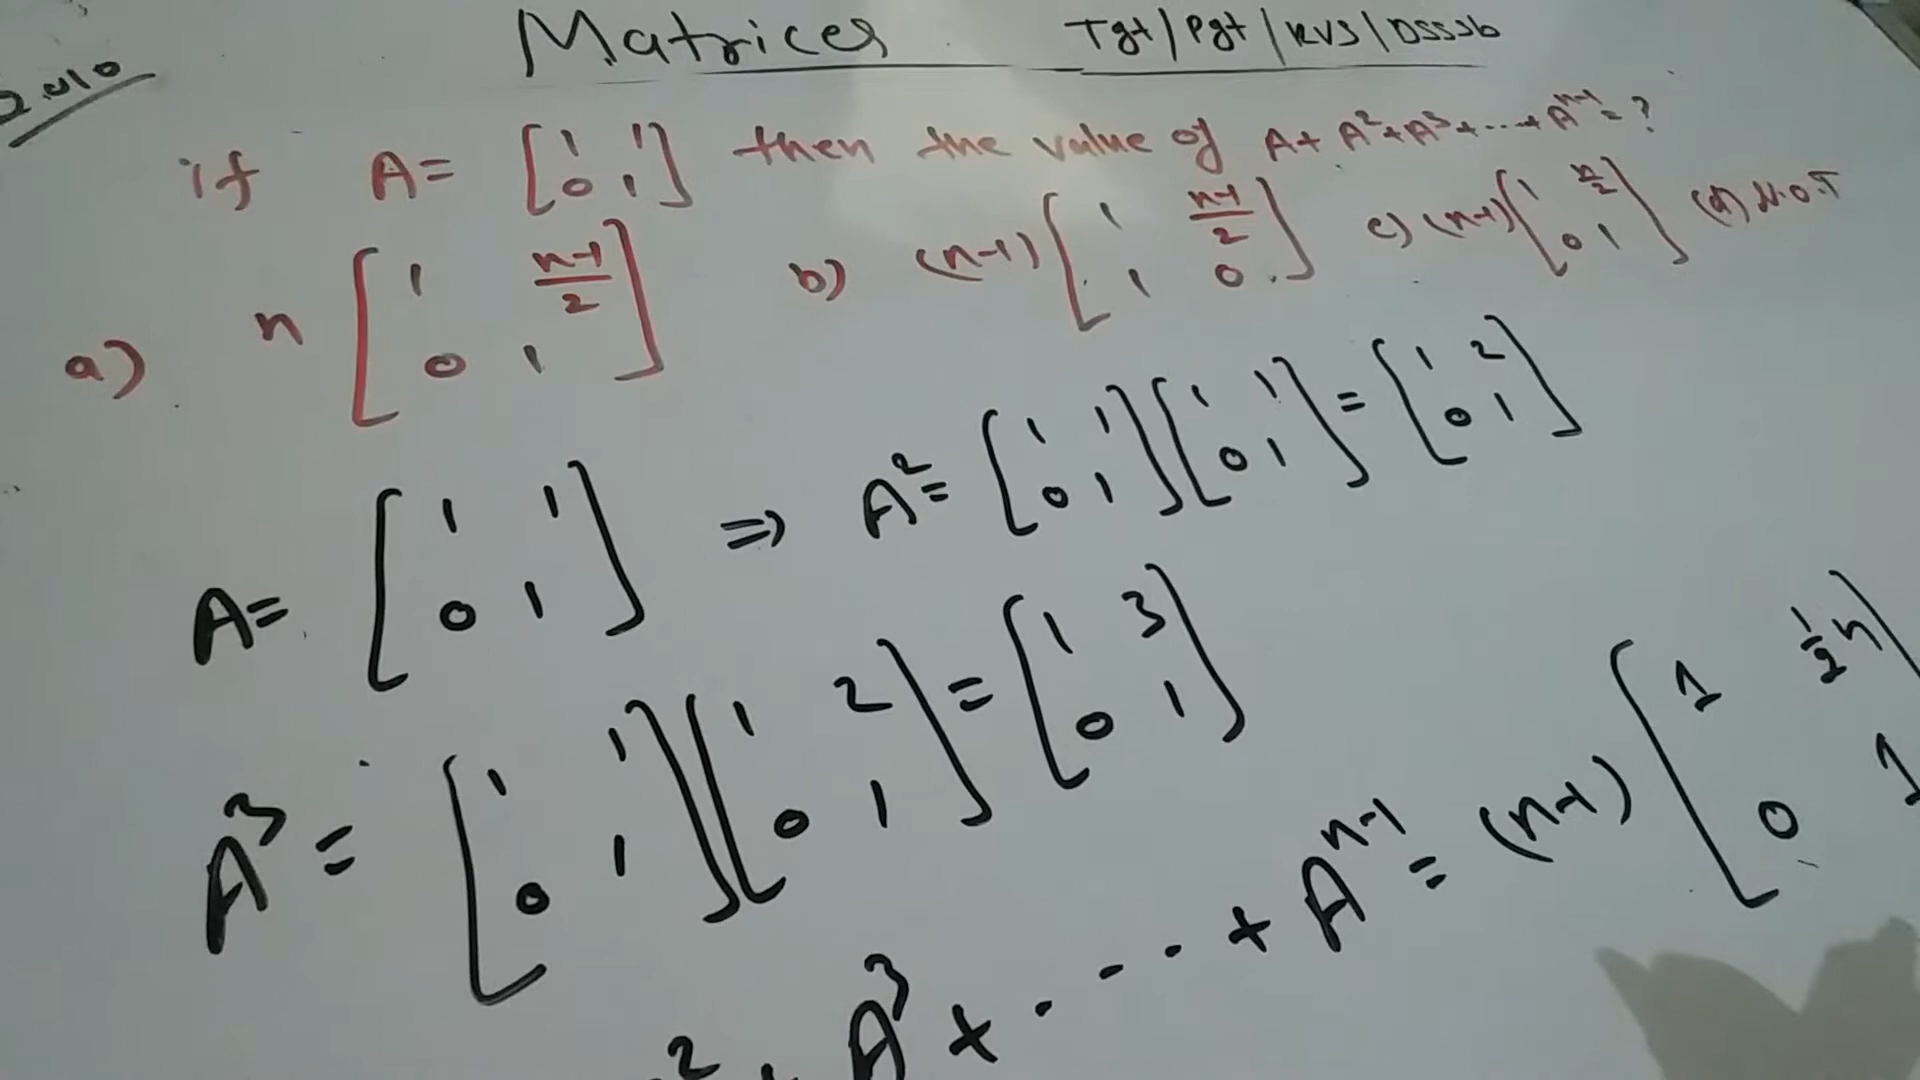 Matrices Tgt/Pgt/KVS/DSSSb
2010
if A= [1 1 0 1] then the value of A+ A²+A³+...+A^n-1=?
a) n [1 n-1/2 0 1] b) (n-1)[1 n-1/2 1 0] c) (n-1)[1 n/2 0 1] (d) N.O.T
A= [1 1 0 1] => A²= [1 1 0 1][1 1 0 1]=[1 2 0 1]
A³= [1 1 0 1][1 2 0 1]=[1 3 0 1]
2 A³+....+A^n-1= (n-1)[1 1/2 n 0 1]